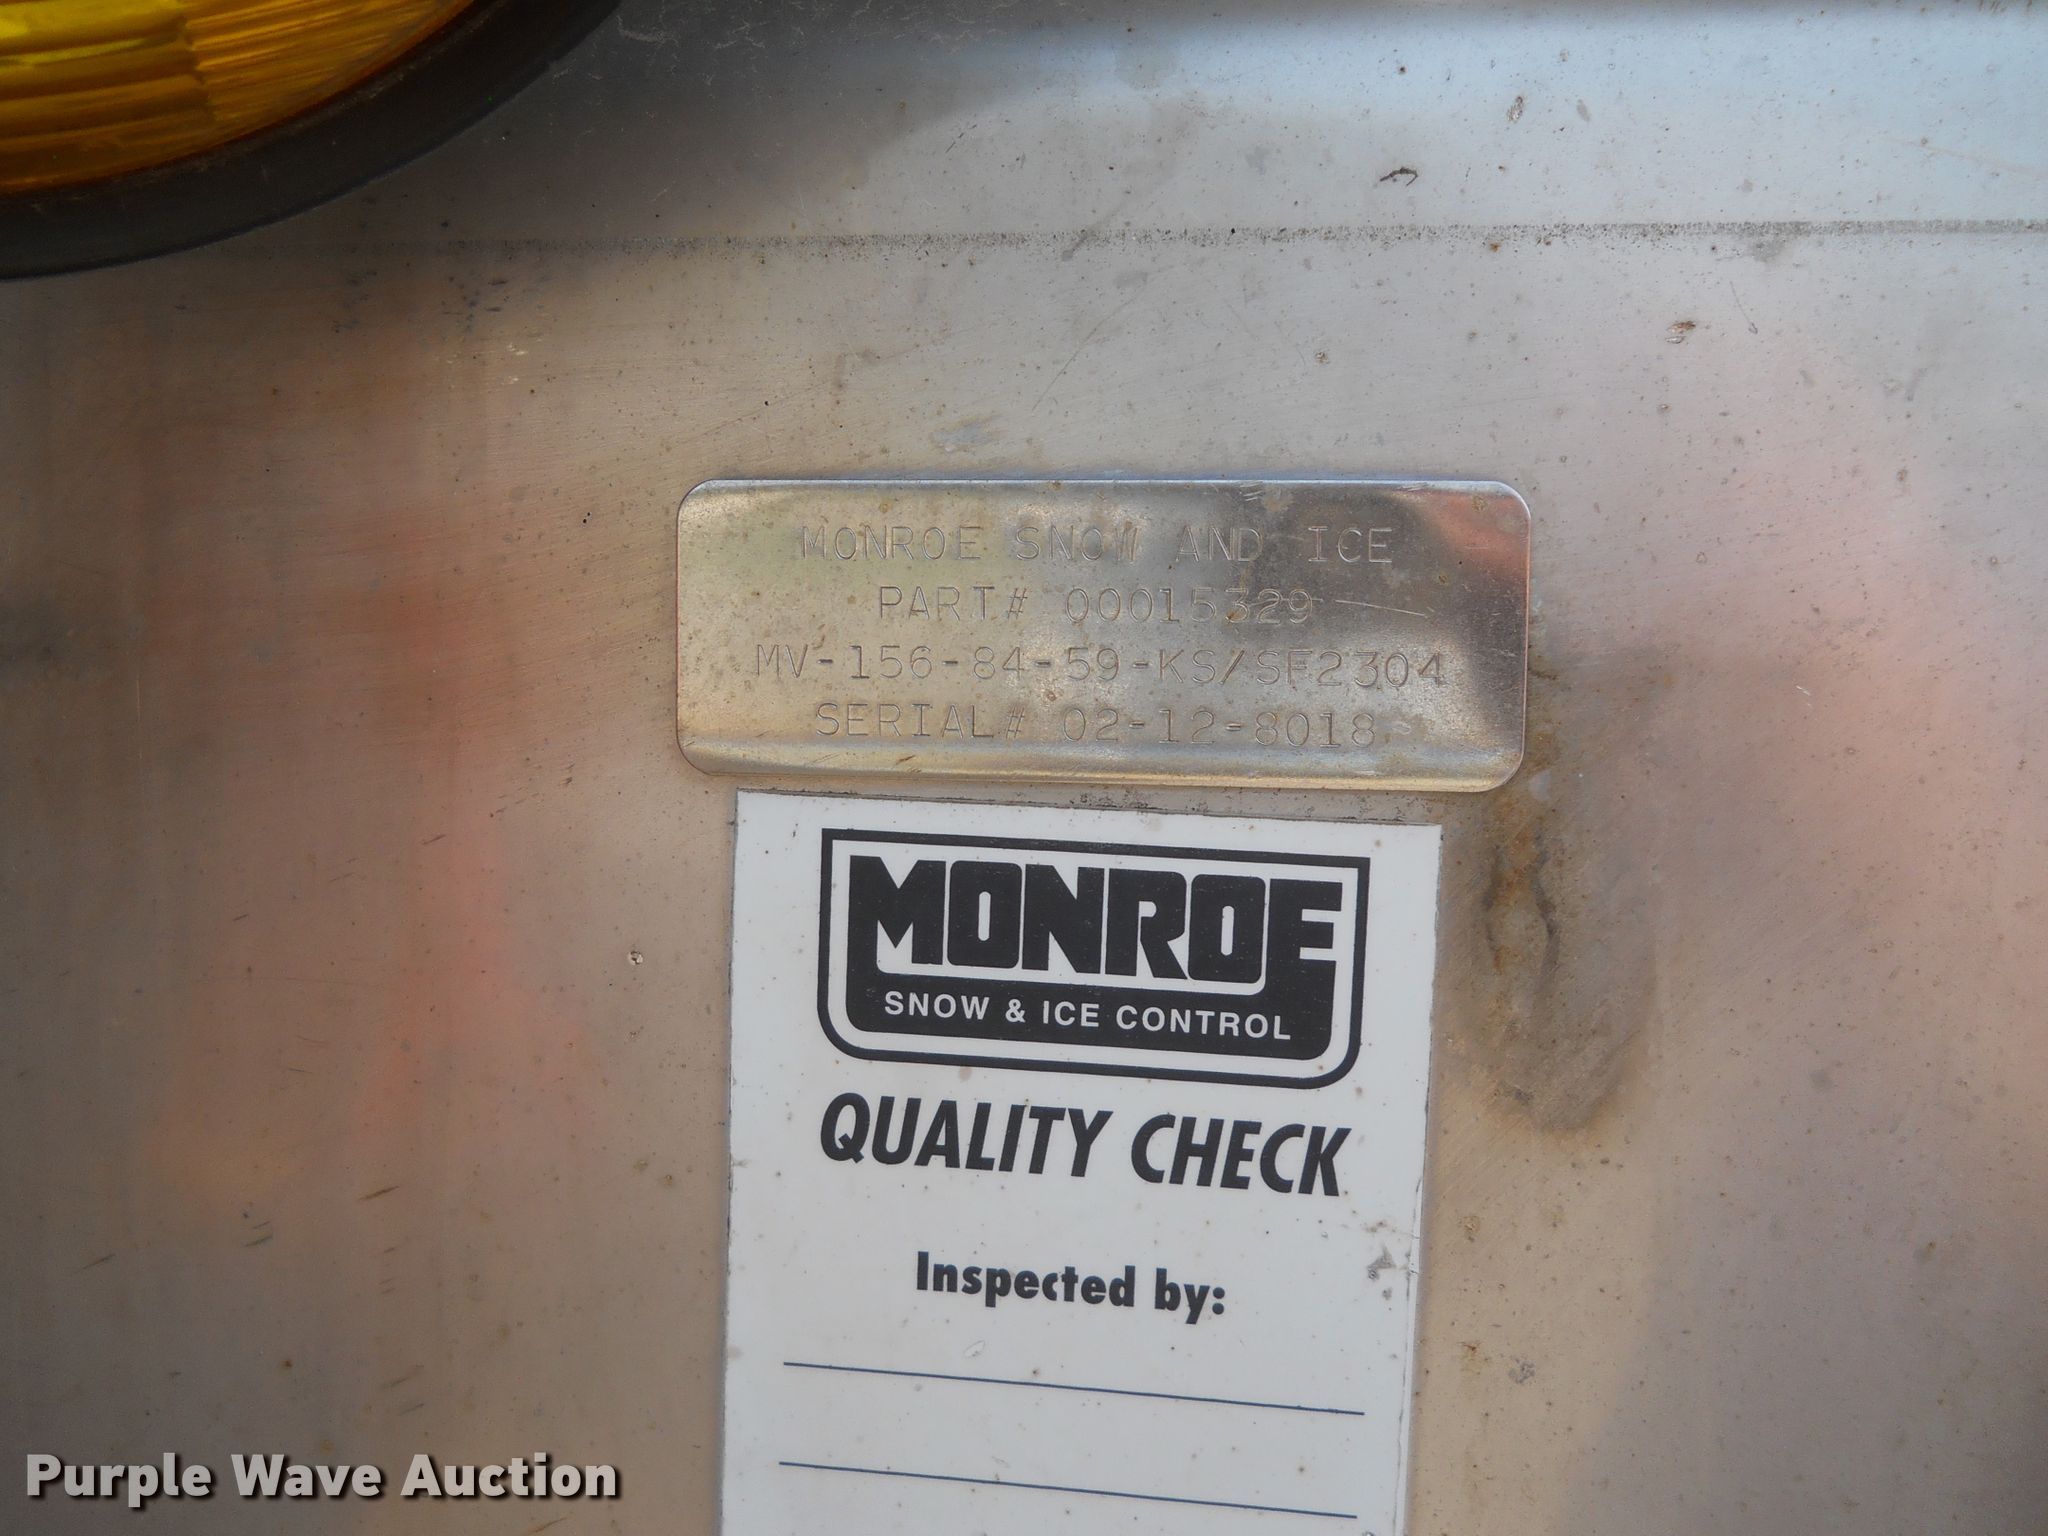 MONROE SNOW AND ICE
PART# 00015329
MV-156-84-59-KS/SF2304
SERIAL# 02-12-8018
MONROE
SNOW & ICE CONTROL
QUALITY CHECK
Inspected by:
Purple Wave Auction